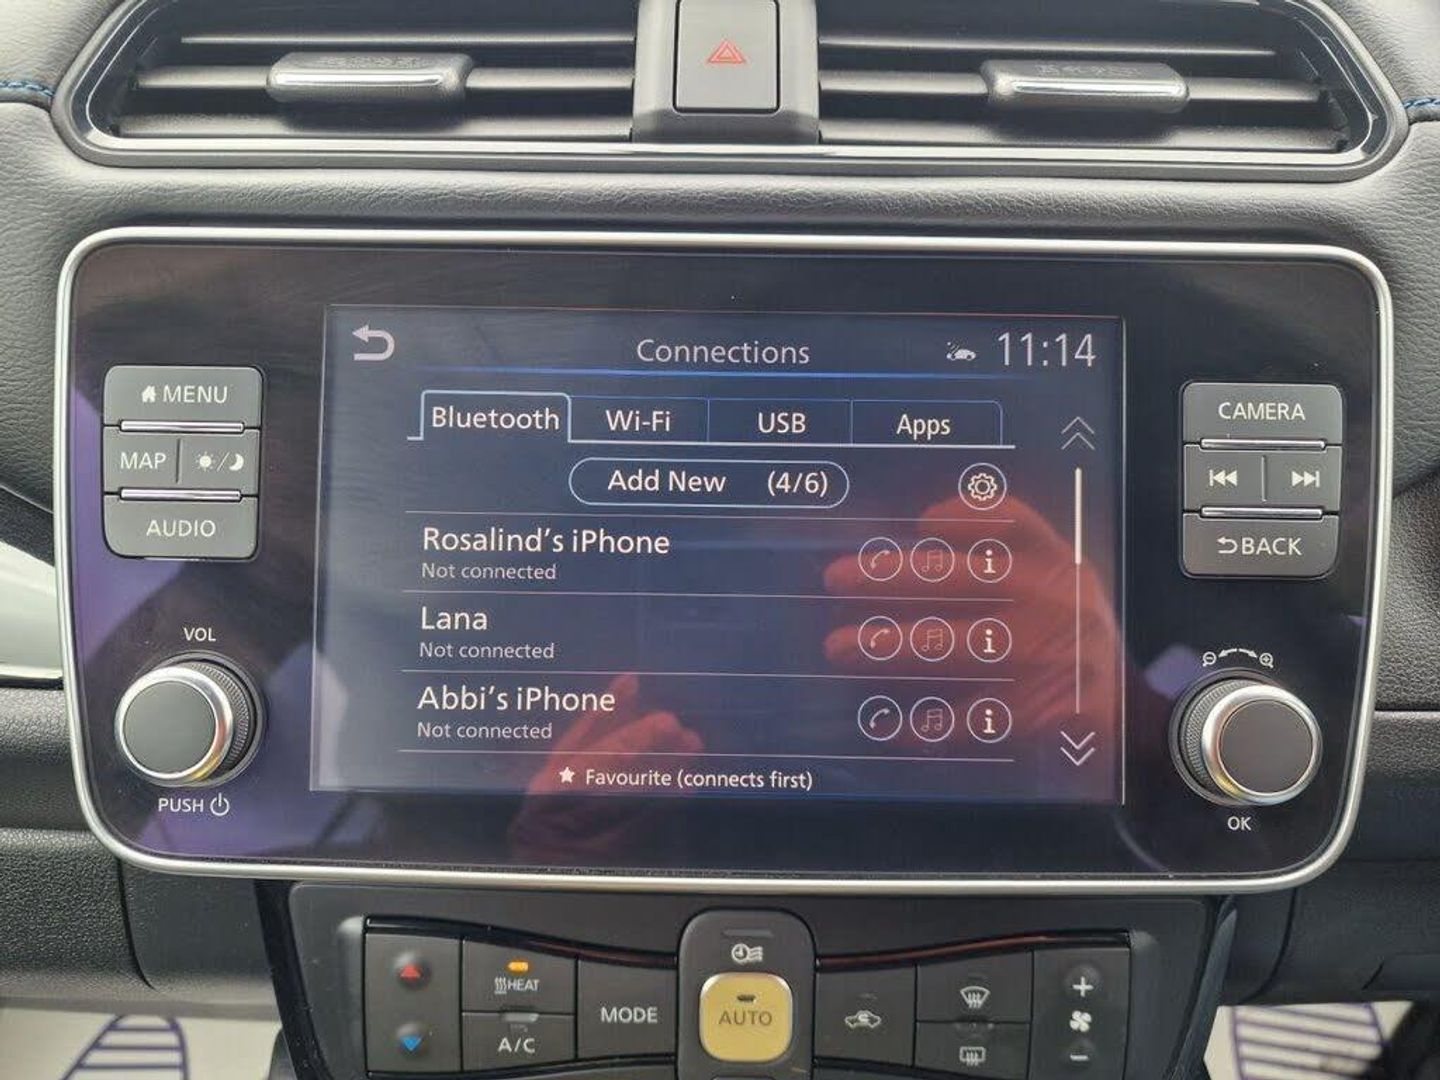 Connections 11:14
MENU
MAP
AUDIO
Bluetooth Wi-Fi USB Apps
Add New (4/6)
Rosalind's iPhone
Not connected
Lana
Not connected
Abbi's iPhone
Not connected
★ Favourite (connects first)
CAMERA
BACK
VOL
PUSH
OK
HEAT
A/C
MODE
AUTO
+
-